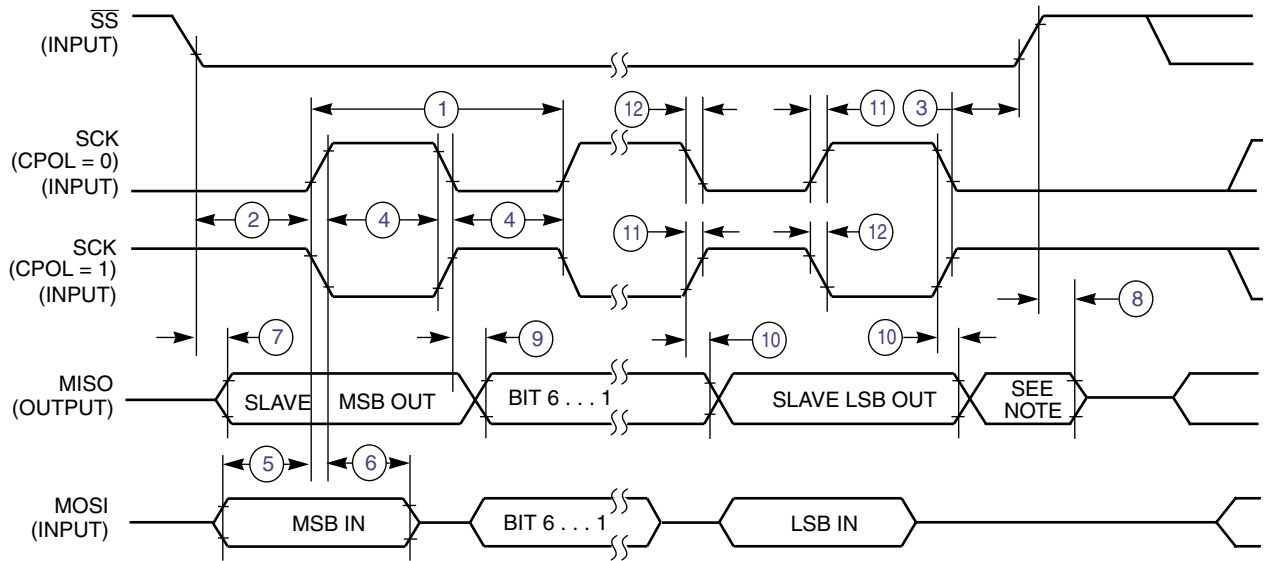 SS
(INPUT)
1
12
11
3
SCK
(CPOL = 0)
(INPUT)
2
4
4
SCK
(CPOL = 1)
(INPUT)
11
12
8
7
9
10
10
MISO
(OUTPUT)
SLAVE
MSB OUT
BIT 6 . . . 1
SLAVE LSB OUT
SEE
NOTE
5
6
MOSI
(INPUT)
MSB IN
BIT 6 . . . 1
LSB IN